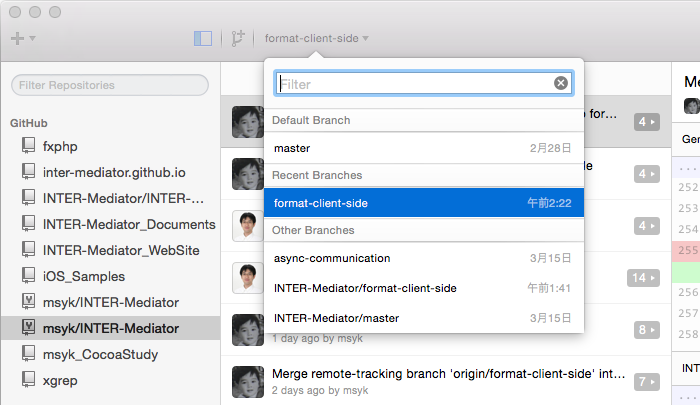 format-client-side
Filter Repositories
GitHub
fxphp
inter-mediator.github.io
INTER-Mediator/INTER-...
INTER-Mediator_Documents
INTER-Mediator_WebSite
iOS_Samples
msyk/INTER-Mediator
msyk/INTER-Mediator
msyk_CocoaStudy
xgrep
Filter
Default Branch
master 2月28日
Recent Branches
format-client-side 午前2:22
Other Branches
async-communication 3月15日
INTER-Mediator/format-client-side 午前1:41
INTER-Mediator/master 3月15日
for...
4
4
14
8
1 day ago by msyk
Merge remote-tracking branch 'origin/format-client-side' int...
2 days ago by msyk
7
Me
Ger
...
252
253
254
255
258
...
INT